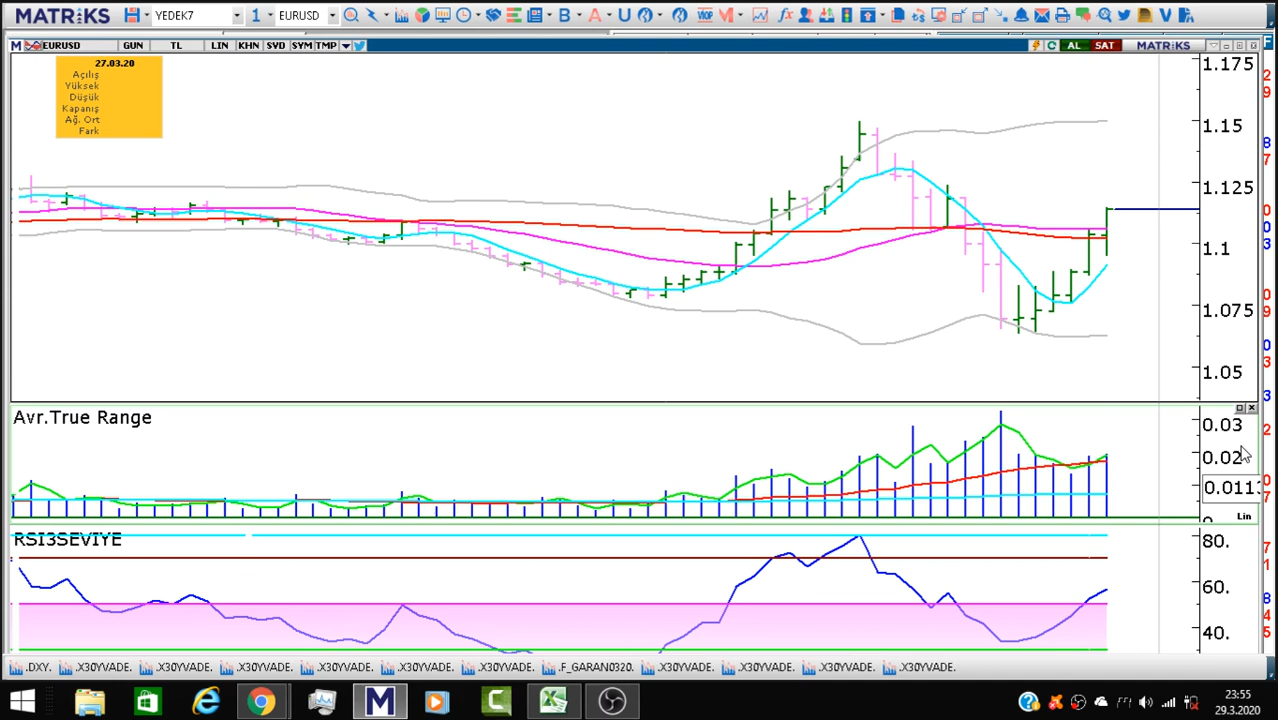 MATRİKS YEDEK7 1 EURUSD B A U VOP M fx V
M EURUSD GUN TL LIN KHN SVD SYM TMP AL SAT MATRİKS
27.03.20
Açılış
Yüksek
Düşük
Kapanış
Ağ. Ort
Fark
1.175
1.15
1.125
1.1
1.075
1.05
Avr.True Range
0.03
0.02
0.0113
Lin
RSI3SEVIYE
80.
60.
40.
.DXY. .X30YVADE. .X30YVADE. .X30YVADE. .X30YVADE. .X30YVADE. .X30YVADE. .F_GARAN0320. .X30YVADE. .X30YVADE. .X30YVADE. .X30YVADE.
23:55
29.3.2020